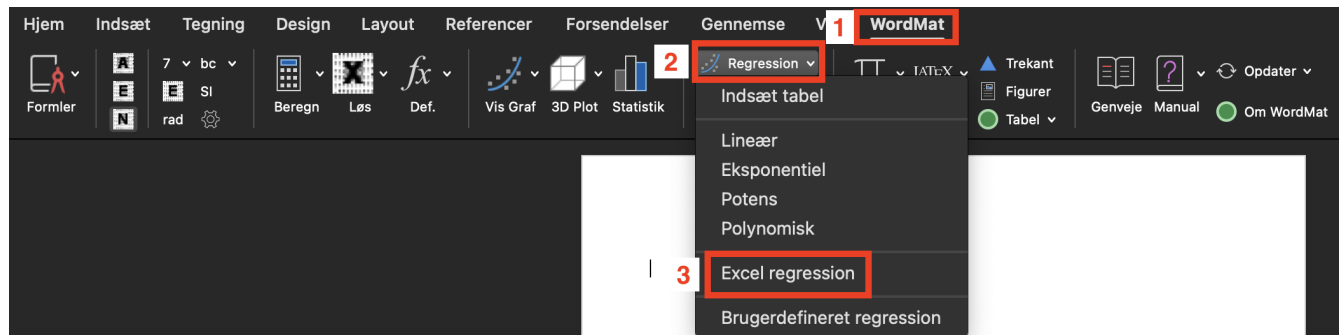 Hjem Indsæt Tegning Design Layout Referencer Forsendelser Gennemse V 1 WordMat
2 Regression
A 7 bc Trekant
E E SI Figurer
N rad Tabel
Formler Beregn Løs Def. Vis Graf 3D Plot Statistik LATEX Genveje Manual Opdater
Om WordMat
Indsæt tabel
Lineær
Eksponentiel
Potens
Polynomisk
3 Excel regression
Brugerdefineret regression